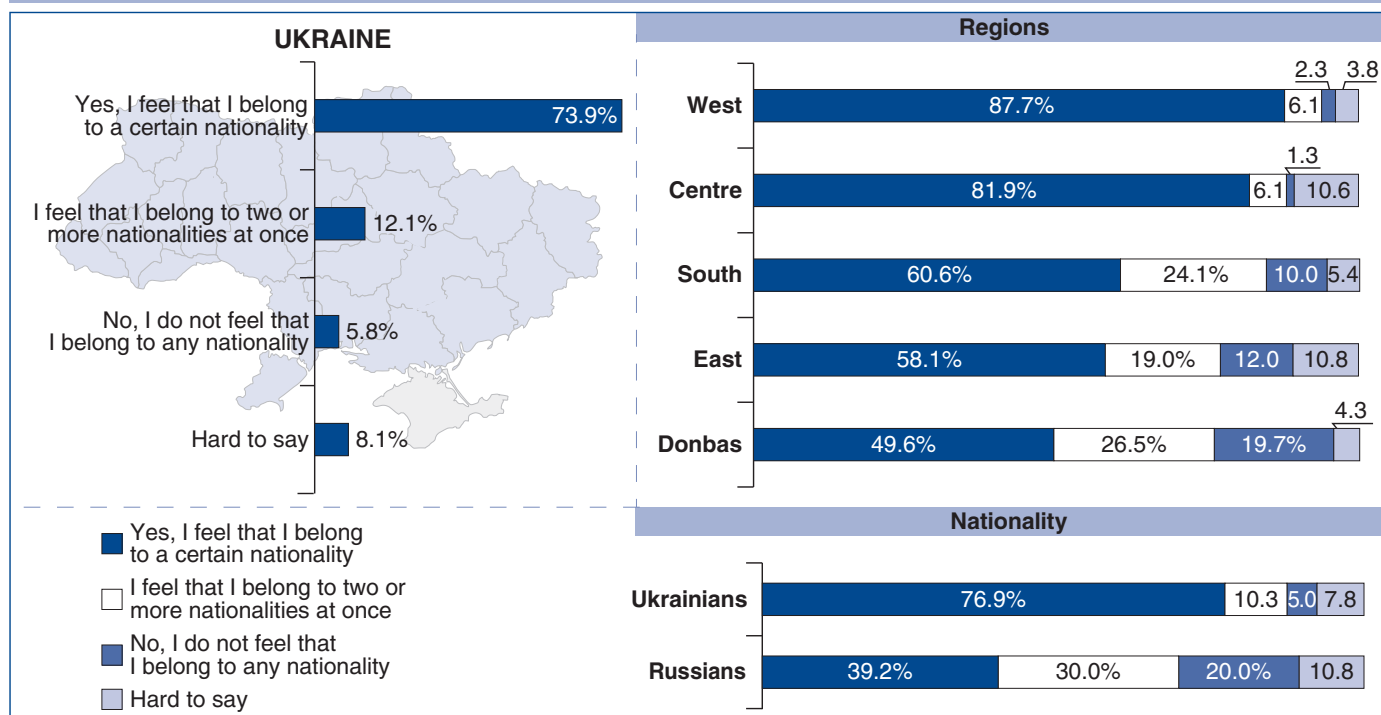 UKRAINE
Yes, I feel that I belong
to a certain nationality
73.9%
I feel that I belong to two or
more nationalities at once
12.1%
No, I do not feel that
I belong to any nationality
5.8%
Hard to say
8.1%
Yes, I feel that I belong
to a certain nationality
I feel that I belong to two or
more nationalities at once
No, I do not feel that
I belong to any nationality
Hard to say
Regions
2.3 3.8
West 87.7% 6.1
1.3
Centre 81.9% 6.1 10.6
South 60.6% 24.1% 10.0 5.4
East 58.1% 19.0% 12.0 10.8
4.3
Donbas 49.6% 26.5% 19.7%
Nationality
Ukrainians 76.9% 10.3 5.0 7.8
Russians 39.2% 30.0% 20.0% 10.8